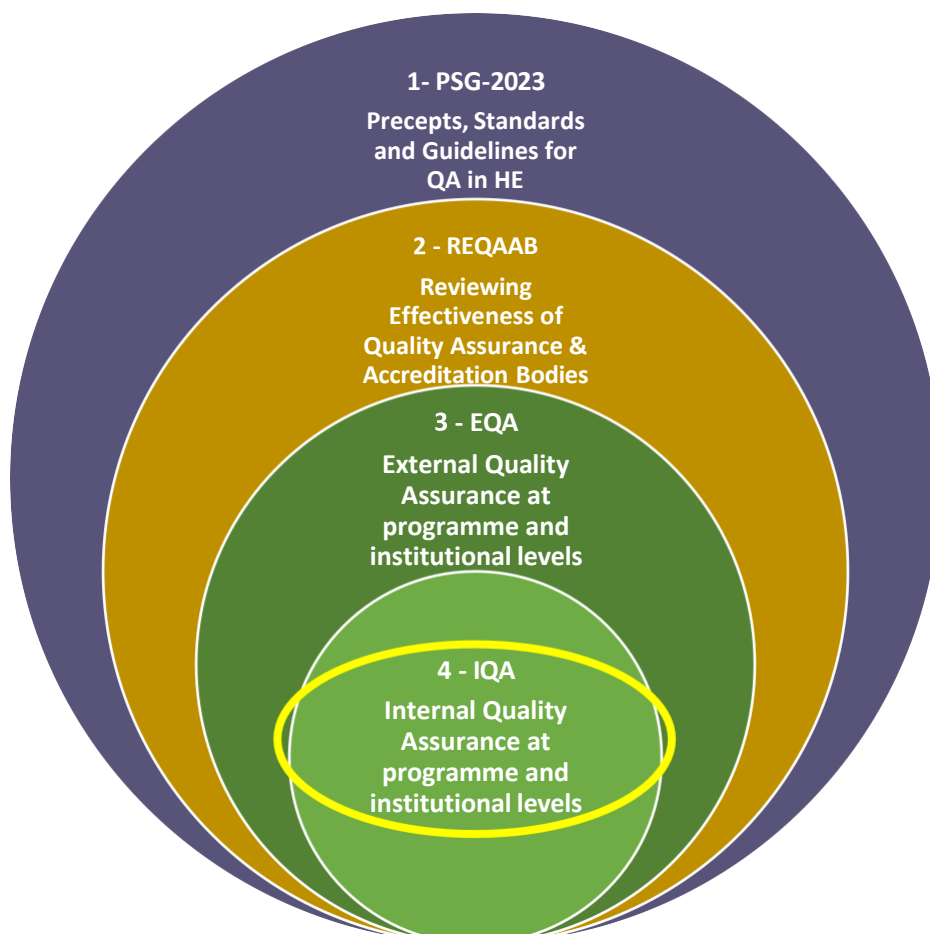 1- PSG-2023
Precepts, Standards
and Guidelines for
QA in HE
2 - REQAAB
Reviewing
Effectiveness of
Quality Assurance &
Accreditation Bodies
3 - EQA
External Quality
Assurance at
programme and
institutional levels
4 - IQA
Internal Quality
Assurance at
programme and
institutional levels